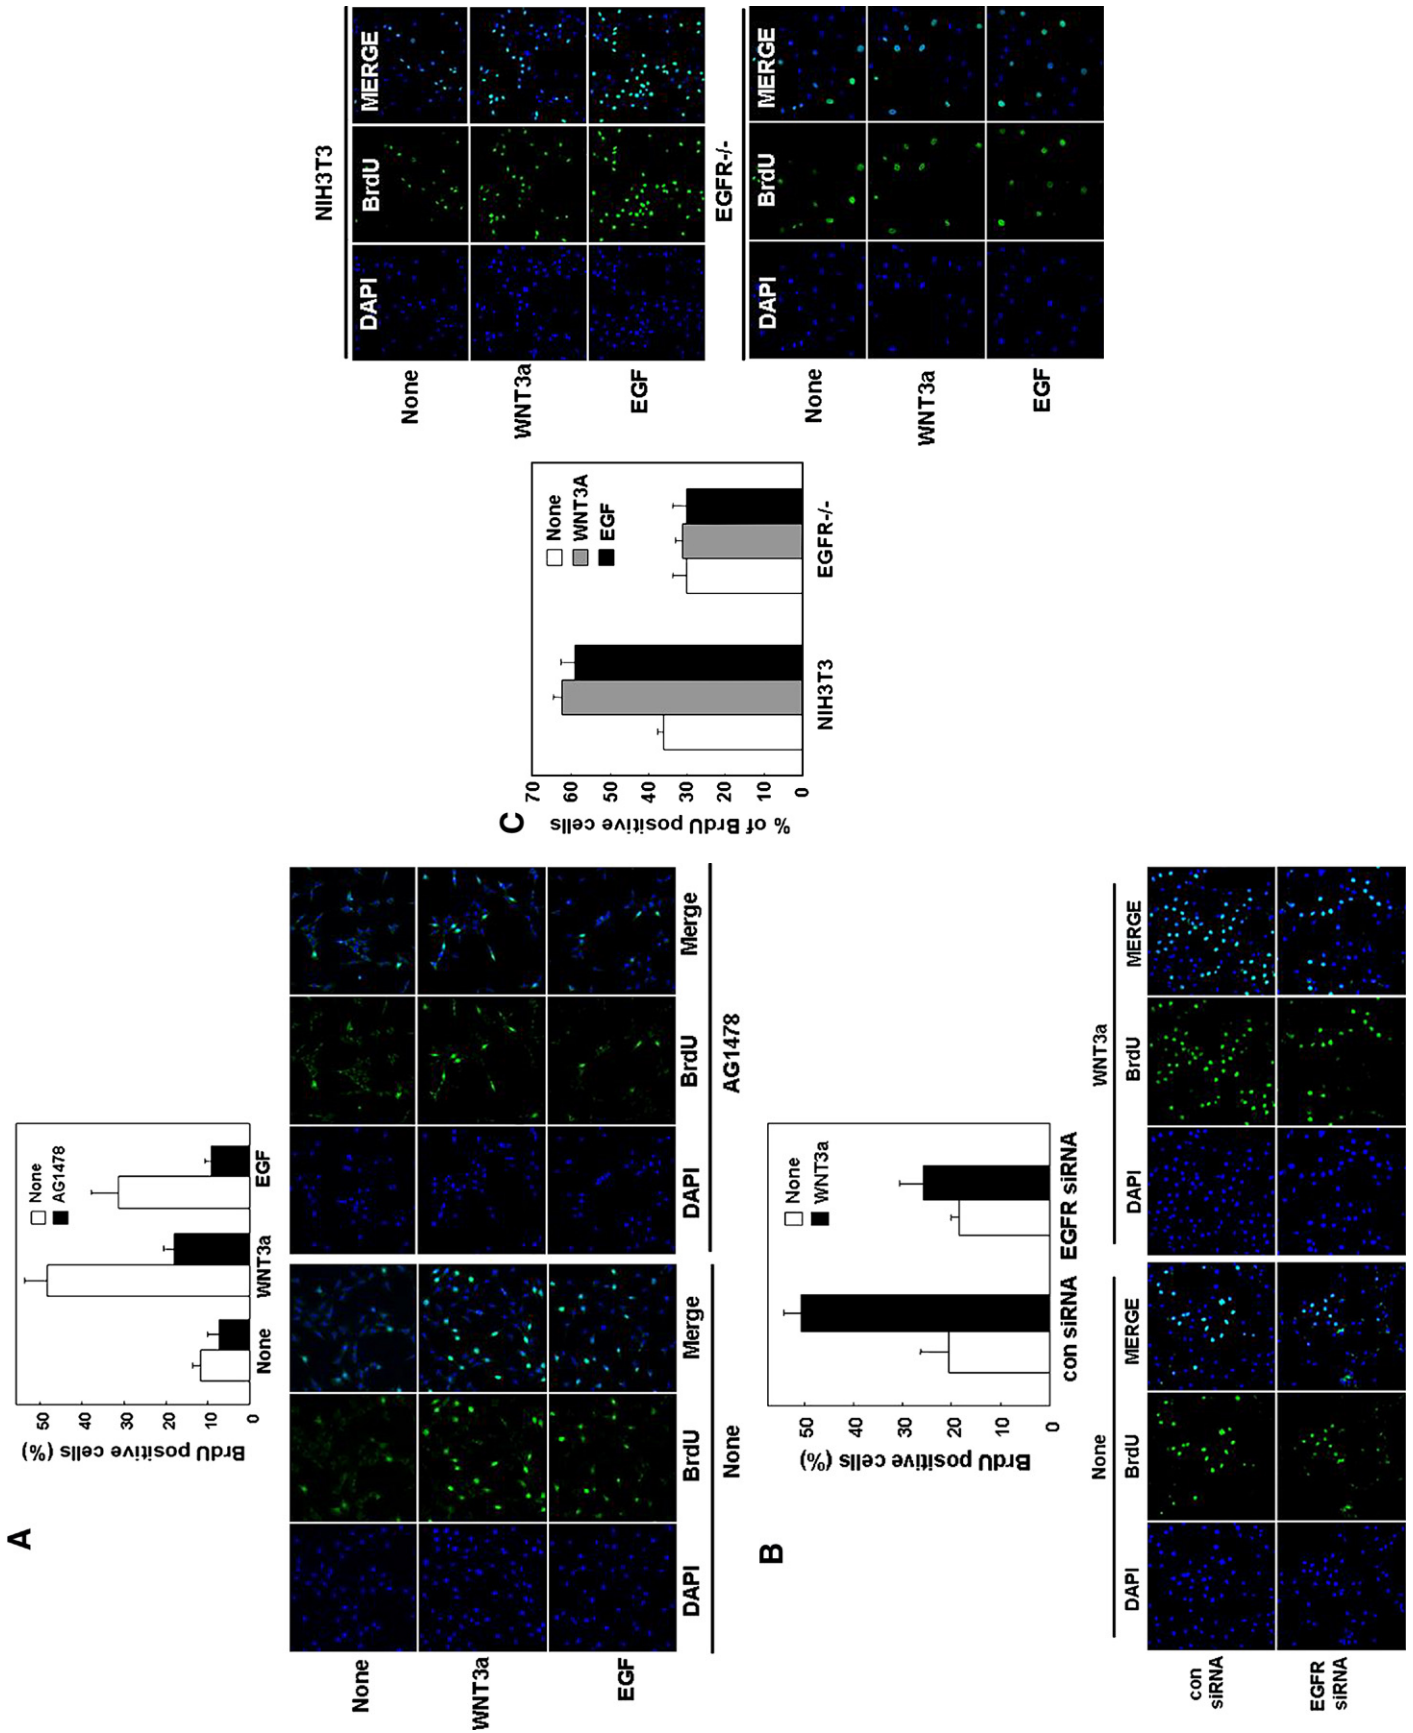 A
BrdU positive cells (%)
50
40
30
20
10
0
None
AG1478
None
WNT3a
EGF
None
WNT3a
EGF
DAPI
BrdU
Merge
DAPI
BrdU
Merge
None
AG1478
B
BrdU positive cells (%)
50
40
30
20
10
0
None
WNT3a
con siRNA
EGFR siRNA
None
WNT3a
DAPI
BrdU
MERGE
DAPI
BrdU
MERGE
con
siRNA
EGFR
siRNA
C
% of BrdU positive cells
70
60
50
40
30
20
10
0
None
WNT3A
EGF
NIH3T3
EGFR-/-
NIH3T3
DAPI
BrdU
MERGE
None
WNT3a
EGF
EGFR-/-
DAPI
BrdU
MERGE
None
WNT3a
EGF